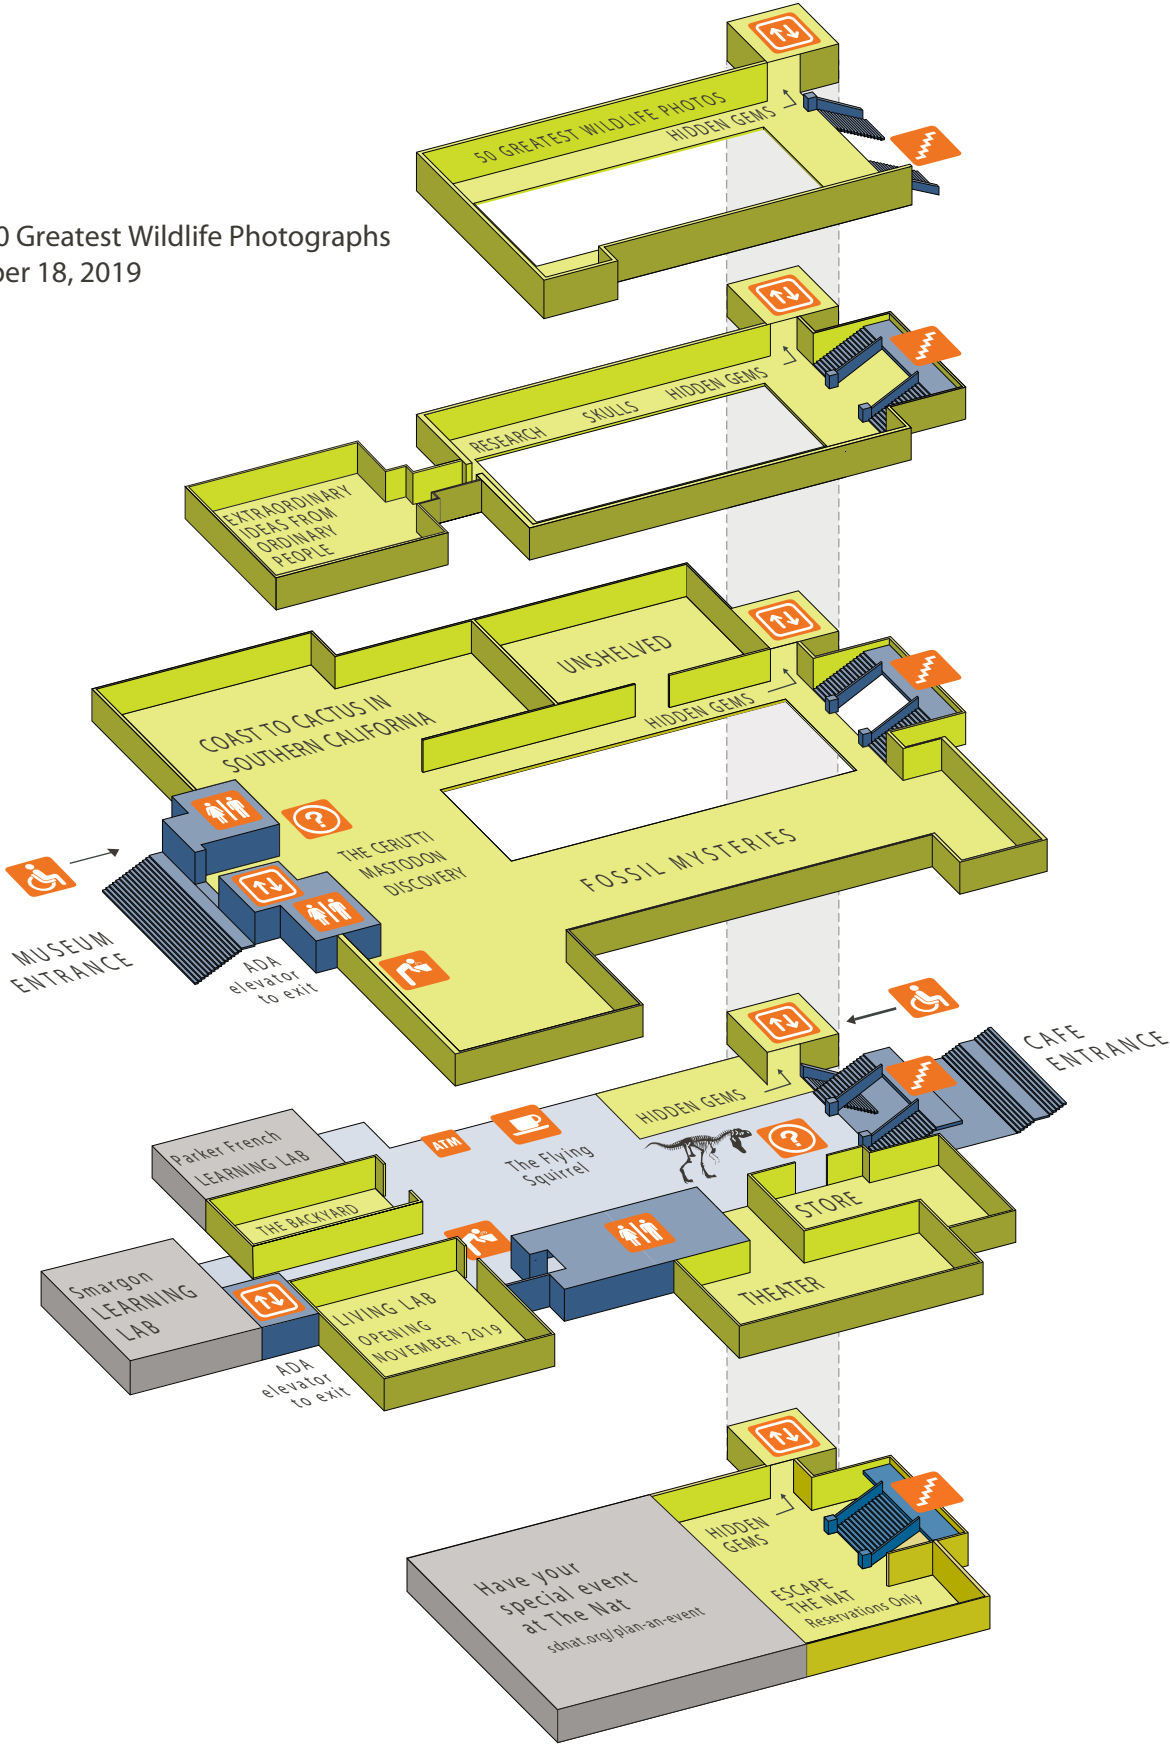 50 GREATEST WILDLIFE PHOTOS
HIDDEN GEMS
Greatest Wildlife Photographs
18, 2019
RESEARCH
SKULLS
HIDDEN GEMS
EXTRAORDINARY
IDEAS FROM
ORDINARY
PEOPLE
UNSHELVED
HIDDEN GEMS
COAST TO CACTUS IN
SOUTHERN CALIFORNIA
?
THE CERUTTI
MASTODON
DISCOVERY
FOSSIL MYSTERIES
MUSEUM
ENTRANCE
ADA
elevator
to exit
CAFE
ENTRANCE
HIDDEN GEMS
Parker French
LEARNING LAB
ATM
The Flying
Squirrel
?
THE BACKYARD
STORE
THEATER
Smargon
LEARNING
LAB
LIVING LAB
OPENING
NOVEMBER 2019
ADA
elevator
to exit
HIDDEN
GEMS
Have your
special event
at The Nat
sdnat.org/plan-an-event
ESCAPE
THE NAT
Reservations Only